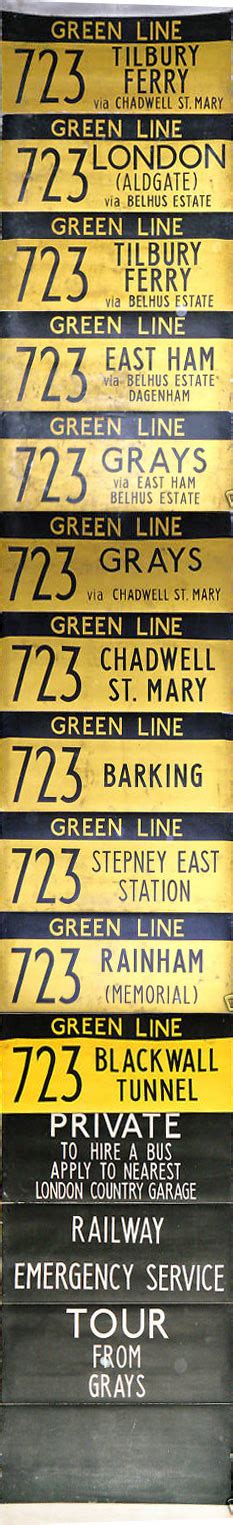 GREEN LINE
723 TILBURY
FERRY
via CHADWELL ST. MARY
GREEN LINE
723 LONDON
(ALDGATE)
via BELHUS ESTATE
GREEN LINE
723 TILBURY
FERRY
via BELHUS ESTATE
GREEN LINE
723 EAST HAM
via BELHUS ESTATE
DAGENHAM
GREEN LINE
723 GRAYS
via EAST HAM
BELHUS ESTATE
GREEN LINE
723 GRAYS
via CHADWELL ST. MARY
GREEN LINE
723 CHADWELL
ST. MARY
GREEN LINE
723 BARKING
GREEN LINE
723 STEPNEY EAST
STATION
GREEN LINE
723 RAINHAM
(MEMORIAL)
GREEN LINE
723 BLACKWALL
TUNNEL
PRIVATE
TO HIRE A BUS
APPLY TO NEAREST
LONDON COUNTRY GARAGE
RAILWAY
EMERGENCY SERVICE
TOUR
FROM
GRAYS